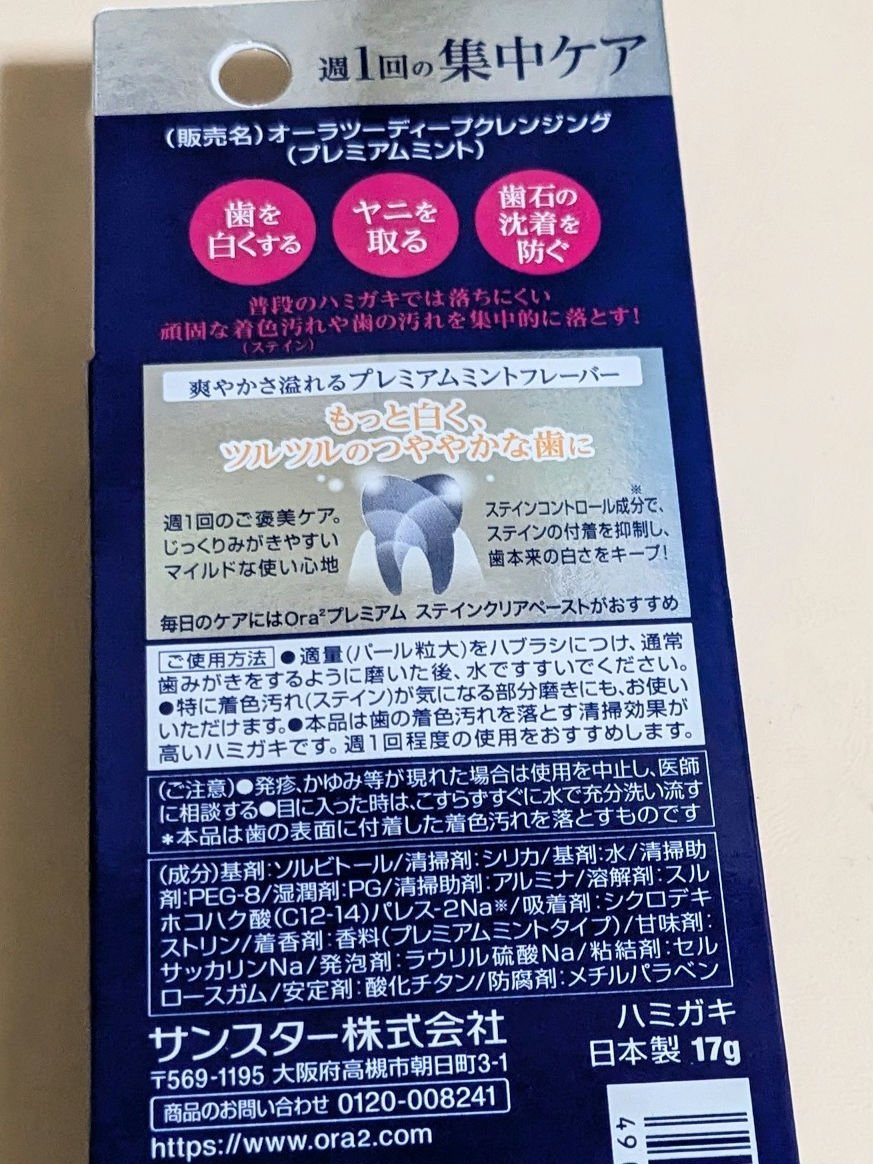 週1回の集中ケア
(販売名)オーラツーディープクレンジング
(プレミアムミント)
歯を
白くする
ヤニを
取る
歯石の
沈着を
防ぐ
普段のハミガキでは落ちにくい
頑固な着色汚れや歯の汚れを集中的に落とす!
(ステイン)
爽やかさ溢れるプレミアムミントフレーバー
もっと白く、
ツルツルのつややかな歯に
週1回のご褒美ケア。
じっくりみがきやすい
マイルドな使い心地
※
ステインコントロール成分で、
ステインの付着を抑制し、
歯本来の白さをキープ!
毎日のケアにはOra²プレミアム ステインクリアペーストがおすすめ
ご使用方法 ●適量(パール粒大)をハブラシにつけ、通常
歯みがきをするように磨いた後、水ですすいでください。
●特に着色汚れ(ステイン)が気になる部分磨きにも、お使い
いただけます。●本品は歯の着色汚れを落とす清掃効果が
高いハミガキです。週1回程度の使用をおすすめします。
(ご注意)●発疹、かゆみ等が現れた場合は使用を中止し、医師
に相談する●目に入った時は、こすらずすぐに水で充分洗い流す
*本品は歯の表面に付着した着色汚れを落とすものです
(成分)基剤:ソルビトール/清掃剤:シリカ/基剤:水/清掃助
剤:PEG-8/湿潤剤:PG/清掃助剤:アルミナ/溶解剤:スル
ホコハク酸(C12-14)パレス-2Na※/吸着剤:シクロデキ
ストリン/着香剤:香料(プレミアムミントタイプ)/甘味剤:
サッカリンNa/発泡剤:ラウリル硫酸Na/粘結剤:セル
ロースガム/安定剤:酸化チタン/防腐剤:メチルパラベン
サンスター株式会社
〒569-1195 大阪府高槻市朝日町3-1
商品のお問い合わせ 0120-008241
https://www.ora2.com
ハミガキ
日本製 17g
49